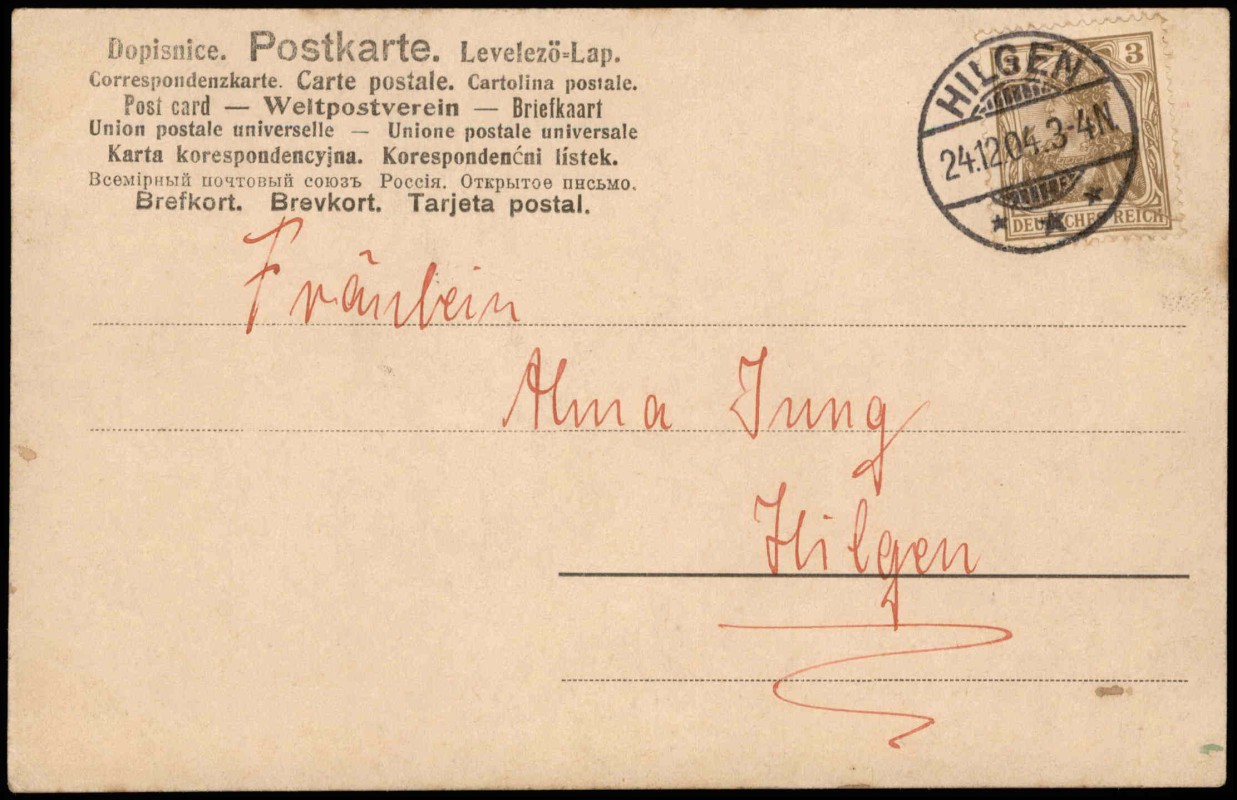 Dopisnice. Postkarte. Levelezö-Lap.
Correspondenzkarte. Carte postale. Cartolina postale.
Post card — Weltpostverein — Briefkaart
Union postale universelle — Unione postale universale
Karta korespondencyjna. Korespondenćni lístek.
Всемірный почтовый союзъ Россія. Открытое письмо.
Brefkort. Brevkort. Tarjeta postal.
HILGEN
24.12.04.3-4N.
3
DEUTSCHES REICH
Fräulein
Alma Jung
Hilgen